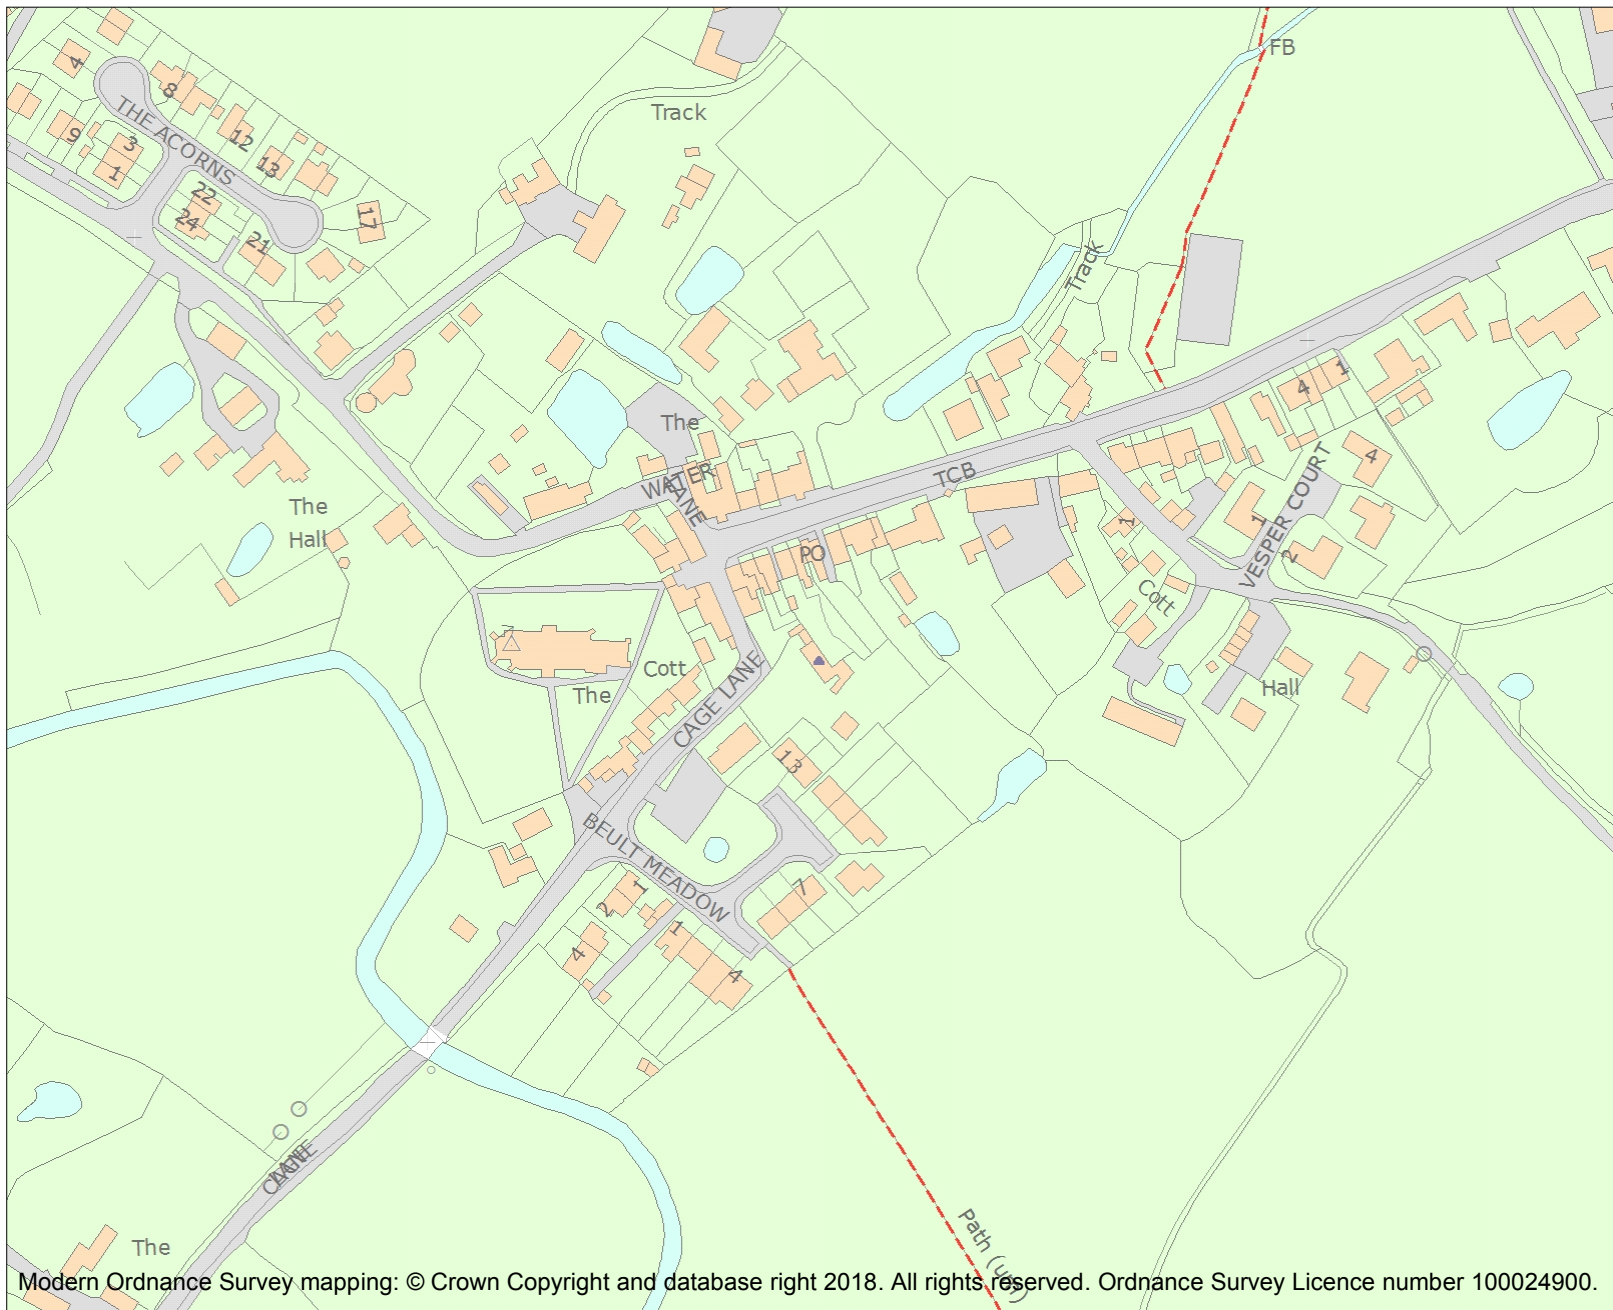 FB
Track
4
8
THE ACORNS
9
3
1
12
13
22
24
21
17
Track
The
WATER
LANE
TCB
4
1
4
VESPER COURT
1
2
1
The
Hall
PO
Cott
Cott
The
Hall
CAGE LANE
13
BEULT MEADOW
7
1
2
4
1
4
CAGE
LANE
The
Path (um)
Modern Ordnance Survey mapping: © Crown Copyright and database right 2018. All rights reserved. Ordnance Survey Licence number 100024900.